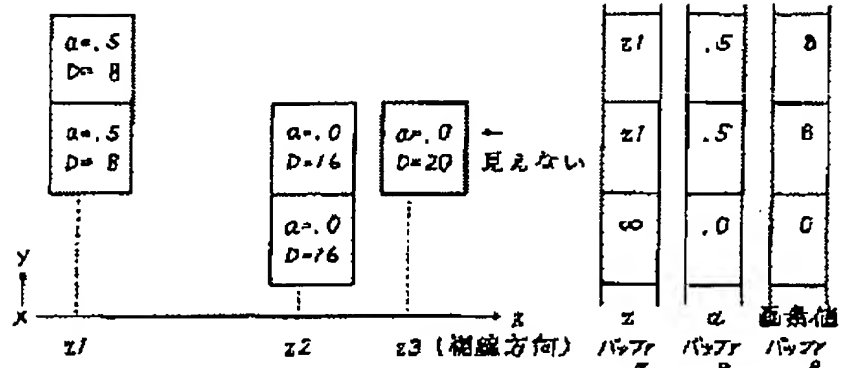 a=.5
D=8
a=.5
D=8
a=.0
D=16
a=.0
D=16
a=.0
D=20
←
見えない
Y
X
z
z1
z2
z3 (視線方向)
z1
z1
∞
z
バッファ
.5
.5
.0
α
バッファ
8
8
0
画素値
バッファ